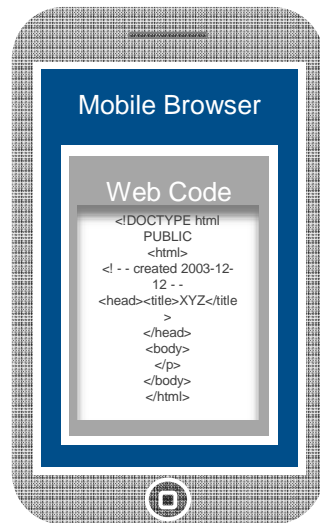 Mobile Browser
Web Code
<!DOCTYPE html
PUBLIC
<html>
<! - - created 2003-12-
12 - -
<head><title>XYZ</title
>
</head>
<body>
</p>
</body>
</html>